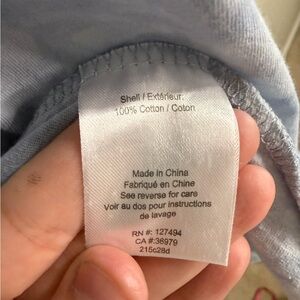 Shell / Extérieur:
100% Cotton / Coton
Made in China
Fabriqué en Chine
See reverse for care
Voir au dos pour instructions
de lavage
RN #: 127494
CA #:36979
215c28d